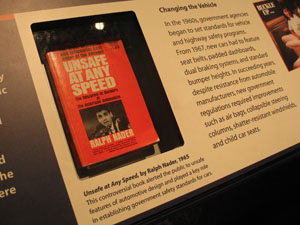 Changing the Vehicle
In the 1960s, government agencies
began to set standards for vehicle
and highway safety programs.
From 1967, new cars had to feature
seat belts, padded dashboards,
dual braking systems, and standard
bumper heights. In succeeding years,
despite resistance from automobile
manufacturers, new government
regulations required improvements
such as air bags, collapsible steering
columns, shatter-resistant windshields
and child car seats.
UNSAFE
AT ANY
SPEED
RALPH NADER
Unsafe at Any Speed, by Ralph Nader, 1965
This controversial book alerted the public to unsafe
features of automotive design and played a key role
in establishing government safety standards for cars.